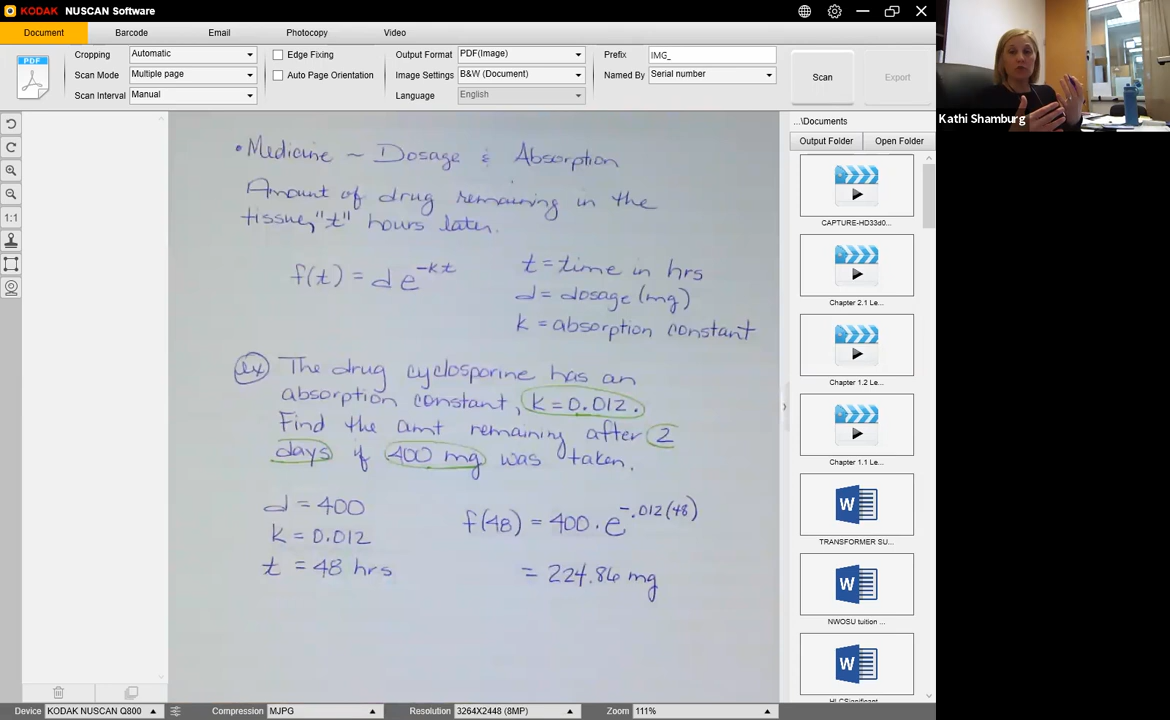 KODAK NUSCAN Software
Document
Barcode
Email
Photocopy
Video
Cropping
Automatic
Edge Fixing
Output Format
PDF(Image)
Prefix
IMG_
Scan Mode
Multiple page
Auto Page Orientation
Image Settings
B&W (Document)
Named By
Serial number
Scan Interval
Manual
Language
English
PDF
Scan
Export
Kathi Shamburg
...\Documents
Output Folder
Open Folder
1:1
• Medicine ~ Dosage & Absorption
Amount of drug remaining in the
tissue, "t" hours later.
f(t) = d e^-kt
t = time in hrs
d = dosage (mg)
k = absorption constant
ex The drug cyclosporine has an
absorption constant, k = 0.012.
Find the amt remaining after 2
days if 400 mg was taken.
d = 400
k = 0.012
t = 48 hrs
f(48) = 400 · e^-.012(48)
= 224.86 mg
CAPTURE-HD33d0...
Chapter 2.1 Le...
Chapter 1.2 Le...
Chapter 1.1 Le...
TRANSFORMER SU...
NWOSU tuition ...
HLCSignificant
Device
KODAK NUSCAN Q800
Compression
MJPG
Resolution
3264X2448 (8MP)
Zoom
111%